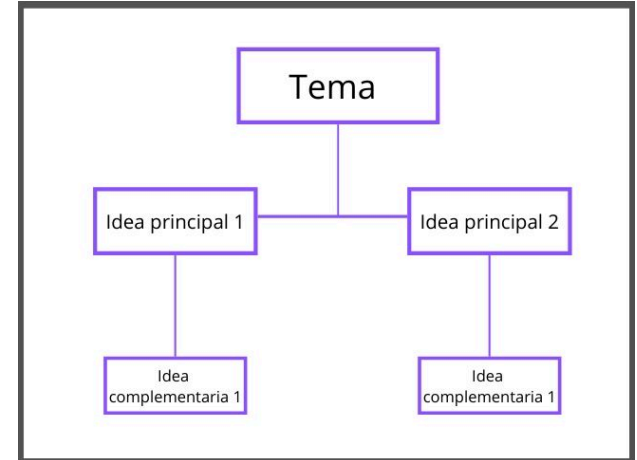 Tema
Idea principal 1
Idea principal 2
Idea
complementaria 1
Idea
complementaria 1